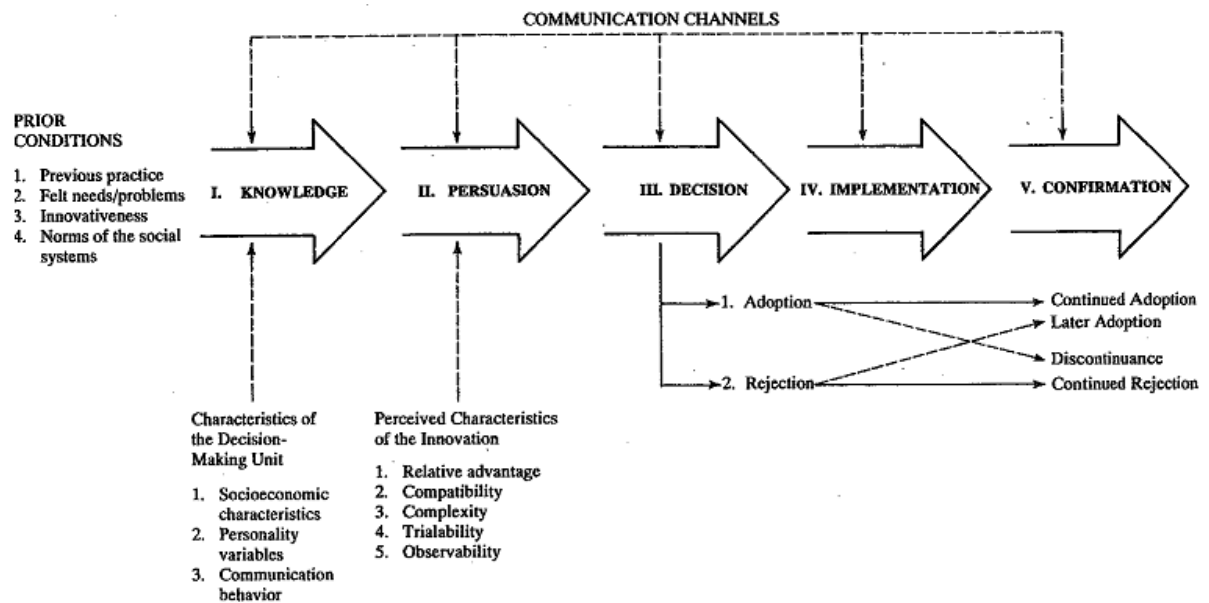 COMMUNICATION CHANNELS
PRIOR
CONDITIONS
1. Previous practice
2. Felt needs/problems
3. Innovativeness
4. Norms of the social
systems
I. KNOWLEDGE
II. PERSUASION
III. DECISION
IV. IMPLEMENTATION
V. CONFIRMATION
1. Adoption
2. Rejection
Continued Adoption
Later Adoption
Discontinuance
Continued Rejection
Characteristics of
the Decision-
Making Unit
1. Socioeconomic
characteristics
2. Personality
variables
3. Communication
behavior
Perceived Characteristics
of the Innovation
1. Relative advantage
2. Compatibility
3. Complexity
4. Trialability
5. Observability